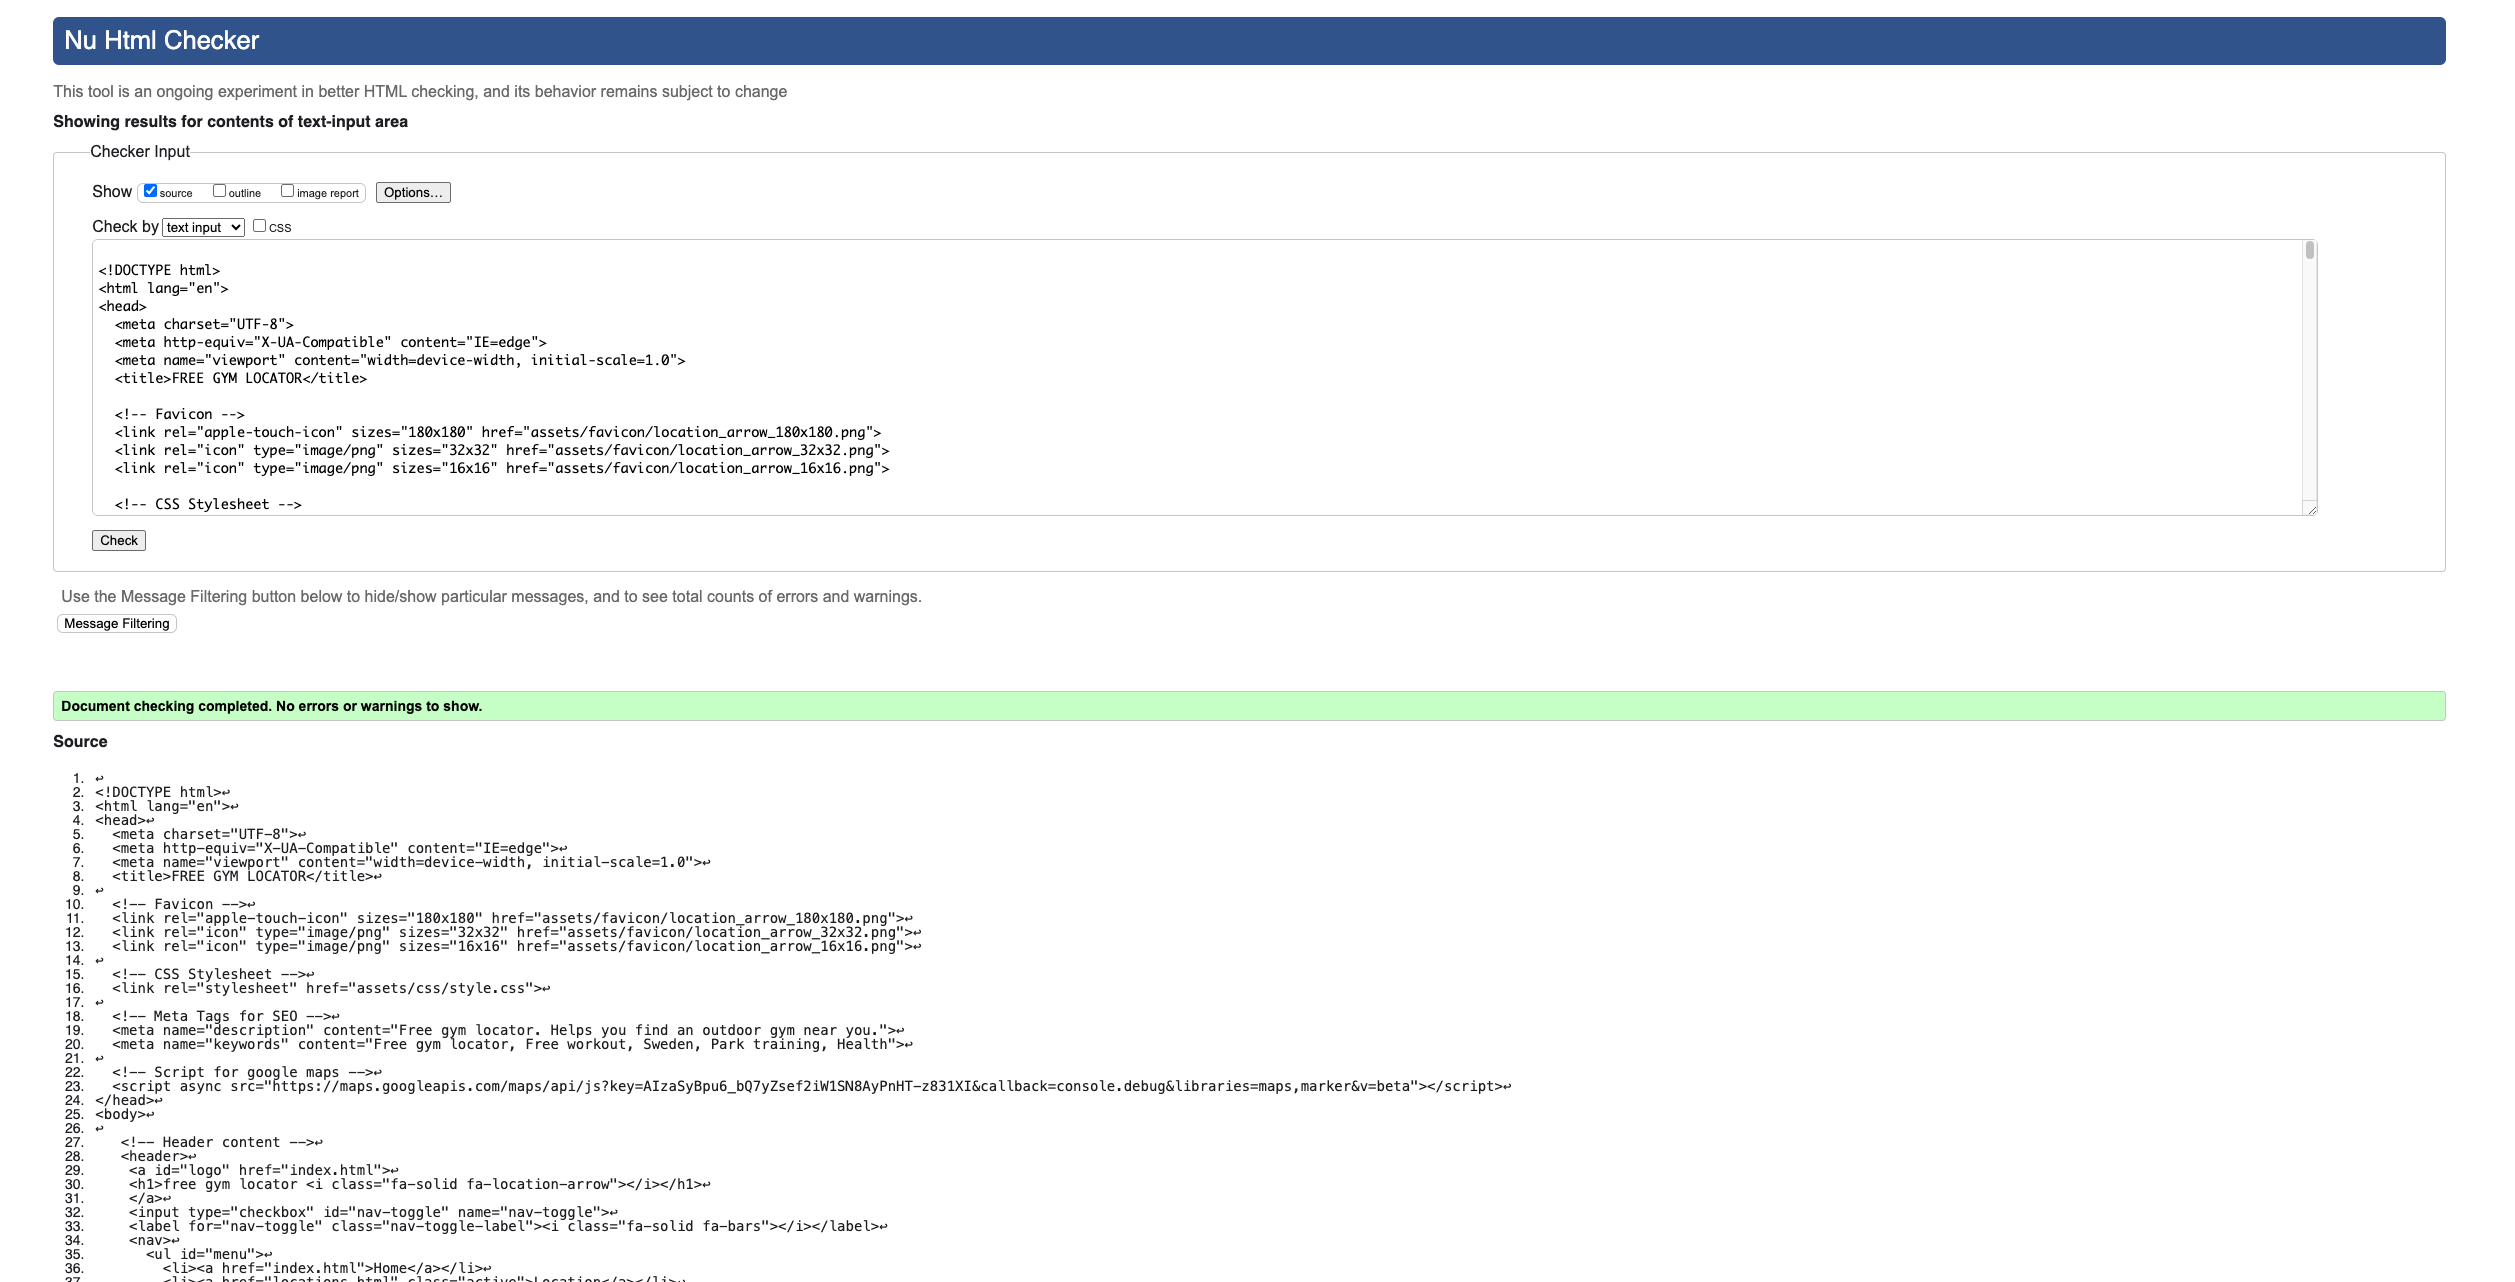 Nu Html Checker
This tool is an ongoing experiment in better HTML checking, and its behavior remains subject to change
Showing results for contents of text-input area
Checker Input
Show source outline image report Options...
Check by text input css
<!DOCTYPE html>
<html lang="en">
<head>
  <meta charset="UTF-8">
  <meta http-equiv="X-UA-Compatible" content="IE=edge">
  <meta name="viewport" content="width=device-width, initial-scale=1.0">
  <title>FREE GYM LOCATOR</title>
  <!-- Favicon -->
  <link rel="apple-touch-icon" sizes="180x180" href="assets/favicon/location_arrow_180x180.png">
  <link rel="icon" type="image/png" sizes="32x32" href="assets/favicon/location_arrow_32x32.png">
  <link rel="icon" type="image/png" sizes="16x16" href="assets/favicon/location_arrow_16x16.png">
  <!-- CSS Stylesheet -->
Check
Use the Message Filtering button below to hide/show particular messages, and to see total counts of errors and warnings.
Message Filtering
Document checking completed. No errors or warnings to show.
Source
1. ↩
2. <!DOCTYPE html>↩
3. <html lang="en">↩
4. <head>↩
5.   <meta charset="UTF-8">↩
6.   <meta http-equiv="X-UA-Compatible" content="IE=edge">↩
7.   <meta name="viewport" content="width=device-width, initial-scale=1.0">↩
8.   <title>FREE GYM LOCATOR</title>↩
9. ↩
10.   <!-- Favicon -->↩
11.   <link rel="apple-touch-icon" sizes="180x180" href="assets/favicon/location_arrow_180x180.png">↩
12.   <link rel="icon" type="image/png" sizes="32x32" href="assets/favicon/location_arrow_32x32.png">↩
13.   <link rel="icon" type="image/png" sizes="16x16" href="assets/favicon/location_arrow_16x16.png">↩
14. ↩
15.   <!-- CSS Stylesheet -->↩
16.   <link rel="stylesheet" href="assets/css/style.css">↩
17. ↩
18.   <!-- Meta Tags for SEO -->↩
19.   <meta name="description" content="Free gym locator. Helps you find an outdoor gym near you.">↩
20.   <meta name="keywords" content="Free gym locator, Free workout, Sweden, Park training, Health">↩
21. ↩
22.   <!-- Script for google maps -->↩
23.   <script async src="https://maps.googleapis.com/maps/api/js?key=AIzaSyBpu6_bQ7yZsef2iW1SN8AyPnHT-z831XI&callback=console.debug&libraries=maps,marker&v=beta"></script>↩
24. </head>↩
25. <body>↩
26. ↩
27.    <!-- Header content -->↩
28.    <header>↩
29.     <a id="logo" href="index.html">↩
30.     <h1>free gym locator <i class="fa-solid fa-location-arrow"></i></h1>↩
31.     </a>↩
32.     <input type="checkbox" id="nav-toggle" name="nav-toggle">↩
33.     <label for="nav-toggle" class="nav-toggle-label"><i class="fa-solid fa-bars"></i></label>↩
34.     <nav>↩
35.       <ul id="menu">↩
36.         <li><a href="index.html">Home</a></li>↩
37.         <li><a href="locations.html" class="active">Location</a></li>↩